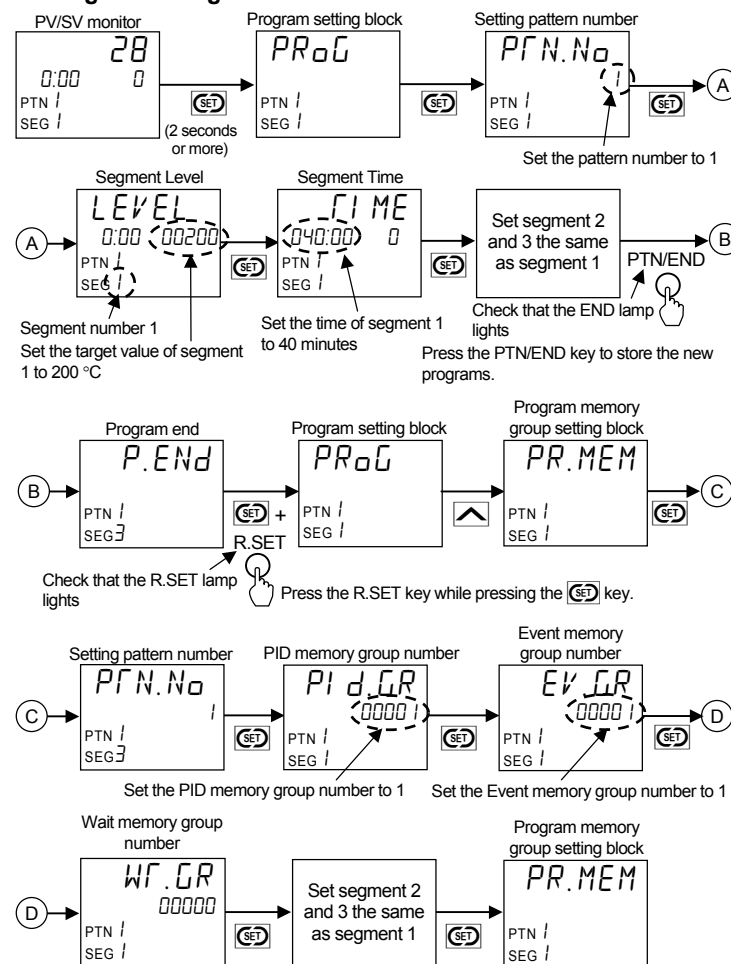 PV/SV monitor
28
0:00 0
PTN 1
SEG 1
SET
(2 seconds
or more)
Program setting block
PRoG
PTN 1
SEG 1
SET
Setting pattern number
PTN.No
1
PTN 1
SEG 1
SET
A
Set the pattern number to 1
A
Segment Level
LEVEL
0:00 00200
PTN 1
SEG 1
SET
Segment number 1
Set the target value of segment
1 to 200 °C
Segment Time
TIME
040:00 0
PTN 1
SEG 1
SET
Set the time of segment 1
to 40 minutes
Set segment 2
and 3 the same
as segment 1
B
PTN/END
Check that the END lamp
lights
Press the PTN/END key to store the new
programs.
B
Program end
P.ENd
PTN 1
SEG 3
SET +
R.SET
Check that the R.SET lamp
lights
Press the R.SET key while pressing the SET key.
Program setting block
PRoG
PTN 1
SEG 1
Program memory
group setting block
PR.MEM
PTN 1
SEG 1
SET
C
C
Setting pattern number
PTN.No
1
PTN 1
SEG 3
SET
PID memory group number
PId.GR
00001
PTN 1
SEG 1
SET
Set the PID memory group number to 1
Event memory
group number
EV.GR
00001
PTN 1
SEG 1
SET
D
Set the Event memory group number to 1
D
Wait memory group
number
WT.GR
00000
PTN 1
SEG 1
SET
Set segment 2
and 3 the same
as segment 1
SET
Program memory
group setting block
PR.MEM
PTN 1
SEG 1